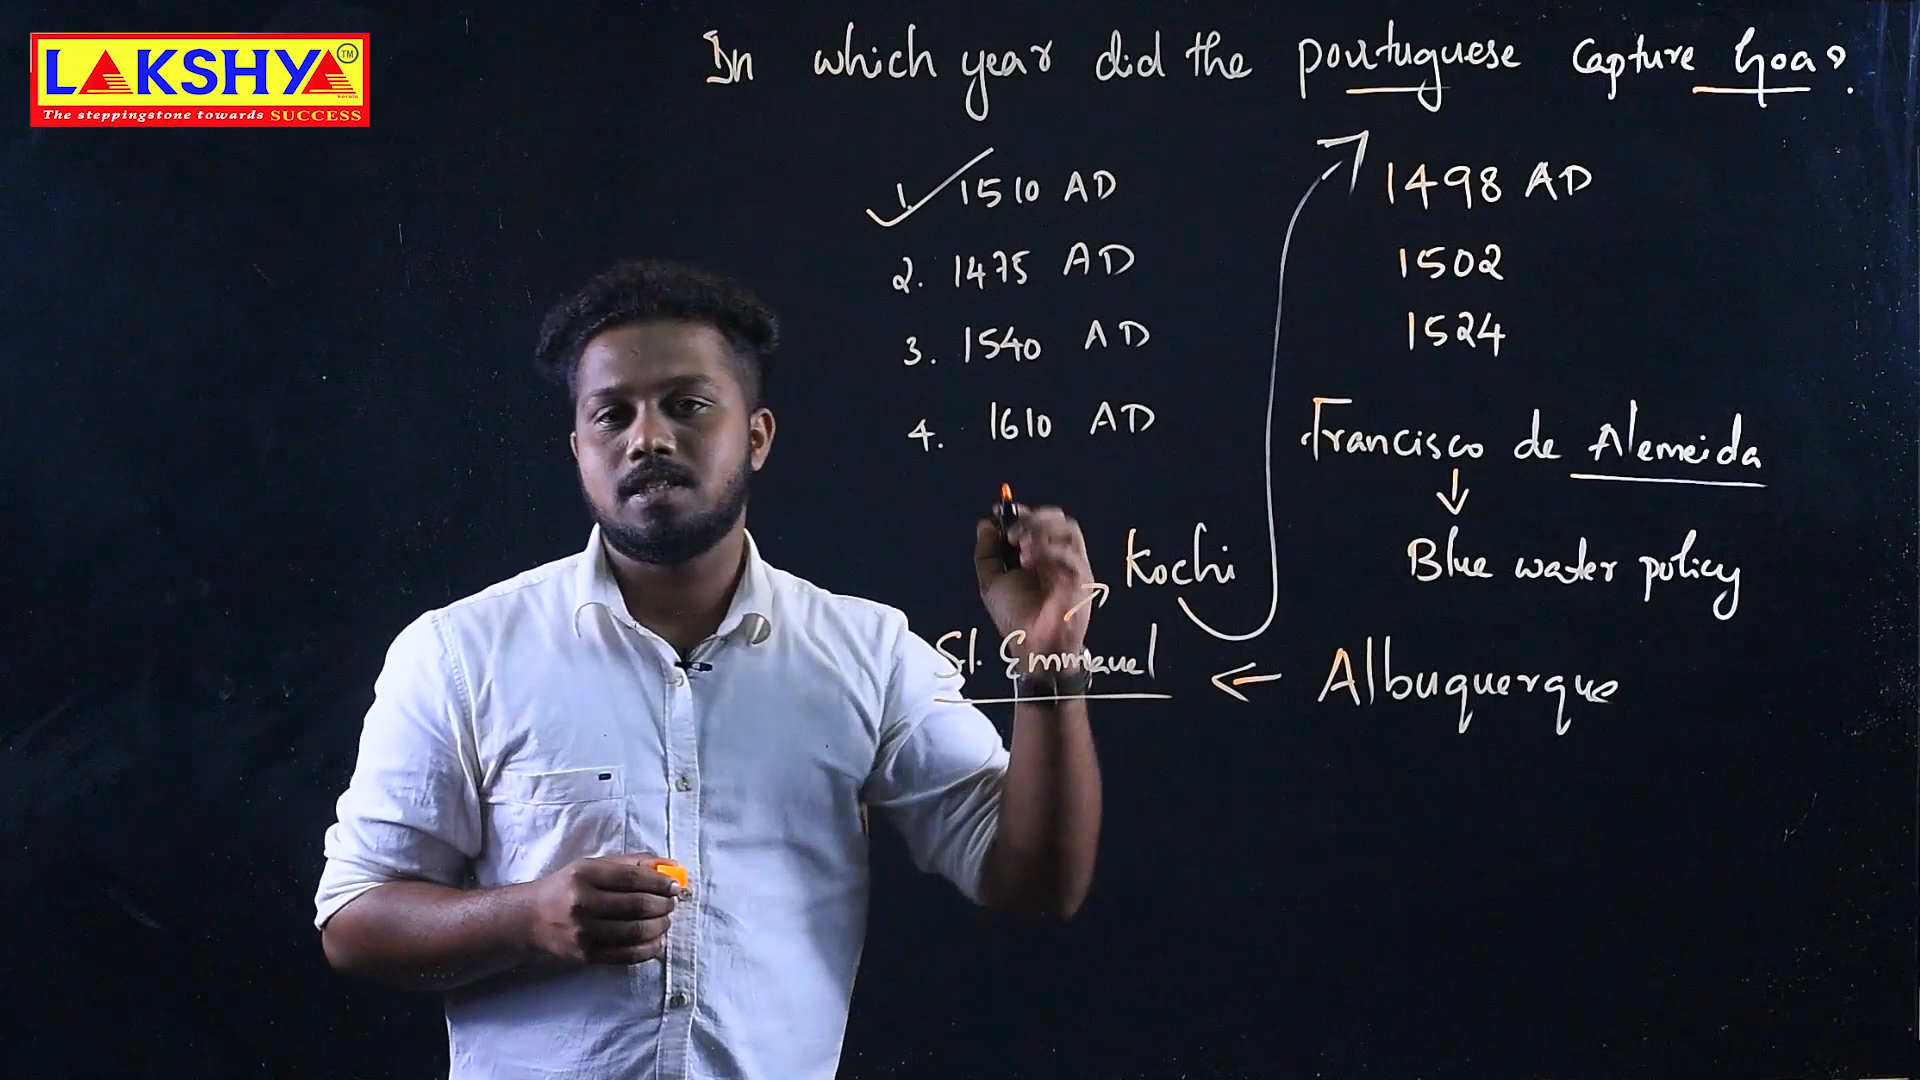 LAKSHYA TM
Kerala
The steppingstone towards SUCCESS
In which year did the portuguese Capture Goa?
1. 1510 AD
2. 1475 AD
3. 1540 AD
4. 1610 AD
1498 AD
1502
1524
Francisco de Alemeida
↓
Blue water policy
Kochi
St. Emmanuel ← Albuquerque